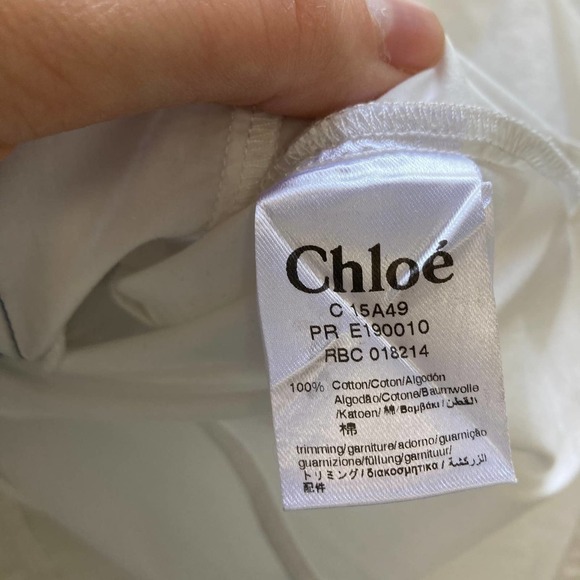 Chloé
C 15A49
PR E190010
RBC 018214
100% Cotton/Coton/Algodón
Algodão/Cotone/Baumwolle
/Katoen/ 綿/Βαμβάκι/القطن/
棉
trimming/garniture/adorno/guarnição
guarnizione/füllung/garnituur/
トリミング/διακοσμητικα/الزركشة/
配件